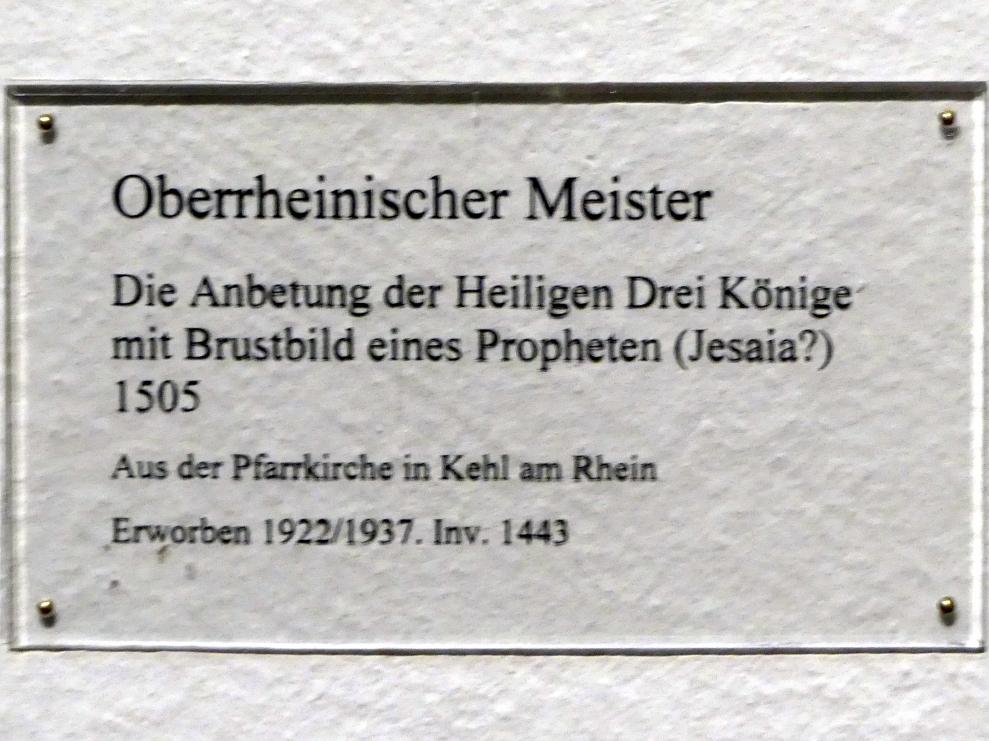 Oberrheinischer Meister
Die Anbetung der Heiligen Drei Könige
mit Brustbild eines Propheten (Jesaia?)
1505
Aus der Pfarrkirche in Kehl am Rhein
Erworben 1922/1937. Inv. 1443